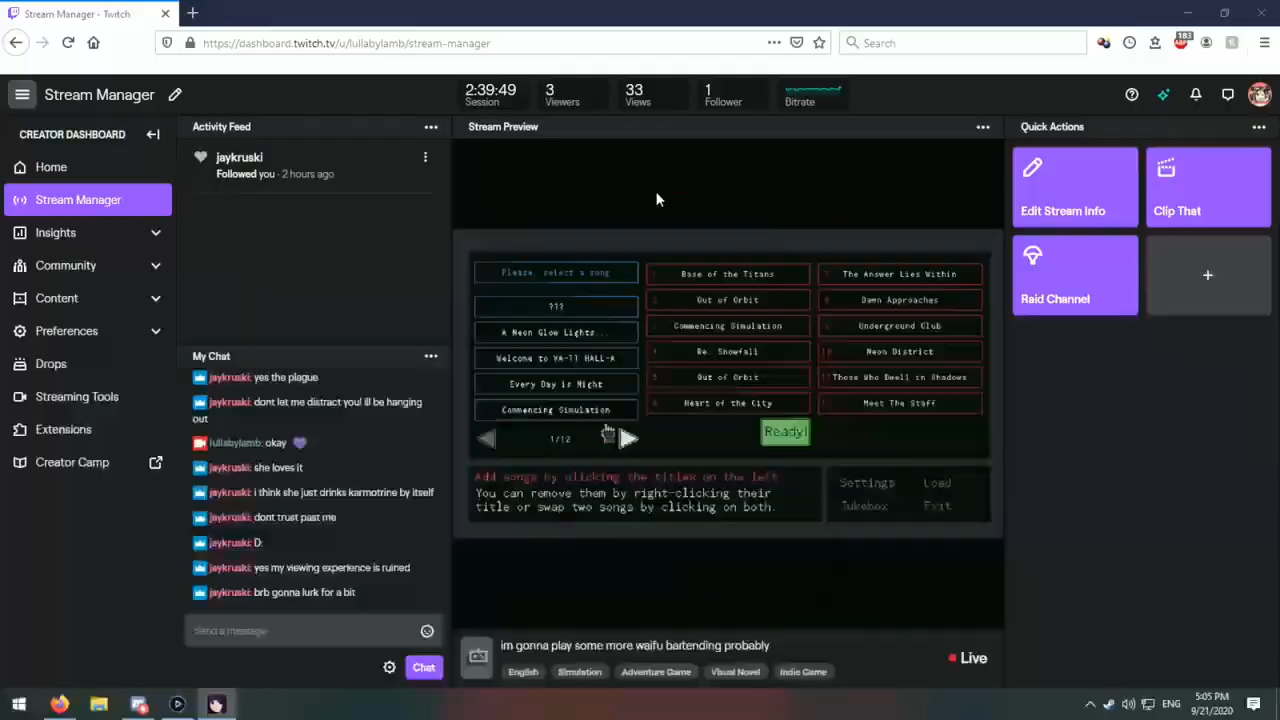 Stream Manager - Twitch
https://dashboard.twitch.tv/u/lullabylamb/stream-manager
Search
183
Stream Manager
2:39:49
Session
3
Viewers
33
Views
1
Follower
Bitrate
CREATOR DASHBOARD
Home
Stream Manager
Insights
Community
Content
Preferences
Drops
Streaming Tools
Extensions
Creator Camp
Activity Feed
jaykruski
Followed you · 2 hours ago
My Chat
jaykruski: yes the plague
jaykruski: dont let me distract you! ill be hanging
out
lullabylamb: okay
jaykruski: she loves it
jaykruski: i think she just drinks karmotrine by itself
jaykruski: dont trust past me
jaykruski: D:
jaykruski: yes my viewing experience is ruined
jaykruski: brb gonna lurk for a bit
Send a message
Chat
Stream Preview
Please, select a song
???
A Neon Glow Lights...
Welcome to VA-11 HALL-A
Every Day is Night
Commencing Simulation
1/12
Base of the Titans
Out of Orbit
Commencing Simulation
Re: Snowfall
Out of Orbit
Heart of the City
The Answer Lies Within
Dawn Approaches
Underground Club
10 Neon District
Those Who Dwell in Shadows
Meet The Staff
Ready!
Add songs by clicking the titles on the left
You can remove them by right-clicking their
title or swap two songs by clicking on both.
Settings Load
Jukebox Exit
im gonna play some more waifu bartending probably
English Simulation Adventure Game Visual Novel Indie Game
Live
Quick Actions
Edit Stream Info
Clip That
Raid Channel
ENG
5:05 PM
9/21/2020